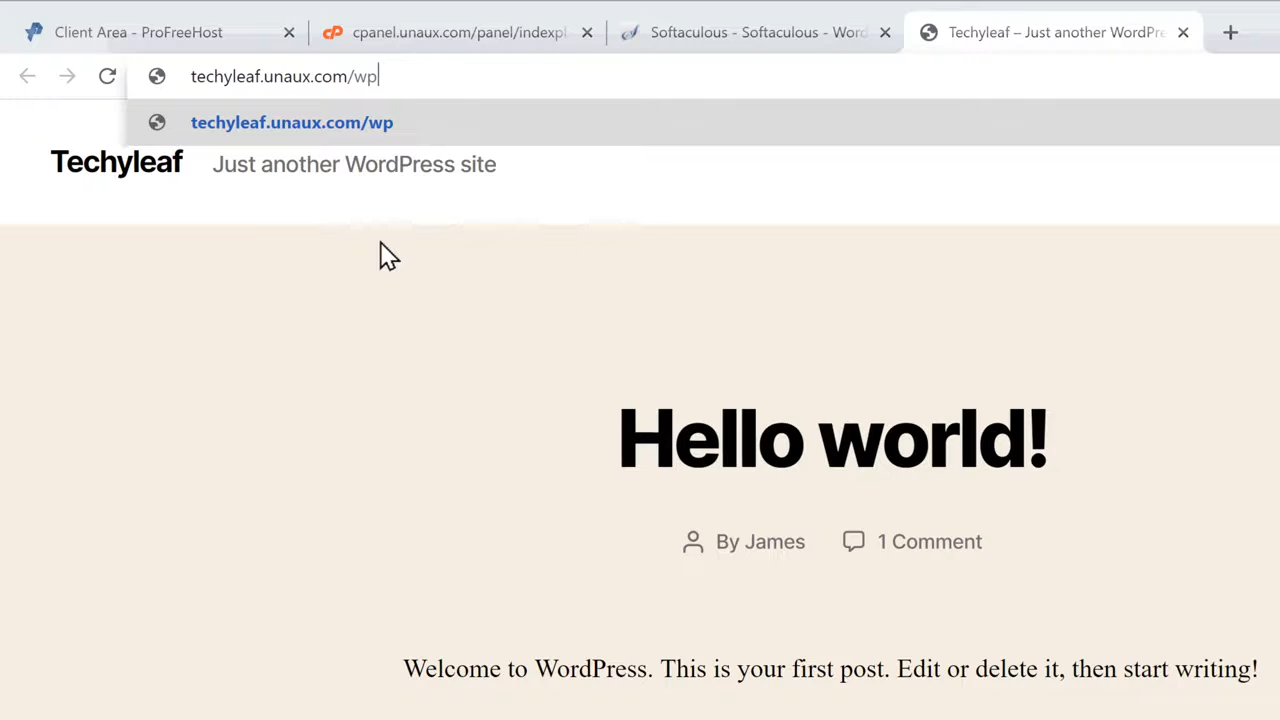 Client Area - ProFreeHost
cpanel.unaux.com/panel/indexpl
Softaculous - Softaculous - Word
Techyleaf – Just another WordPre
techyleaf.unaux.com/wp
techyleaf.unaux.com/wp
Techyleaf Just another WordPress site
Hello world!
By James 1 Comment
Welcome to WordPress. This is your first post. Edit or delete it, then start writing!